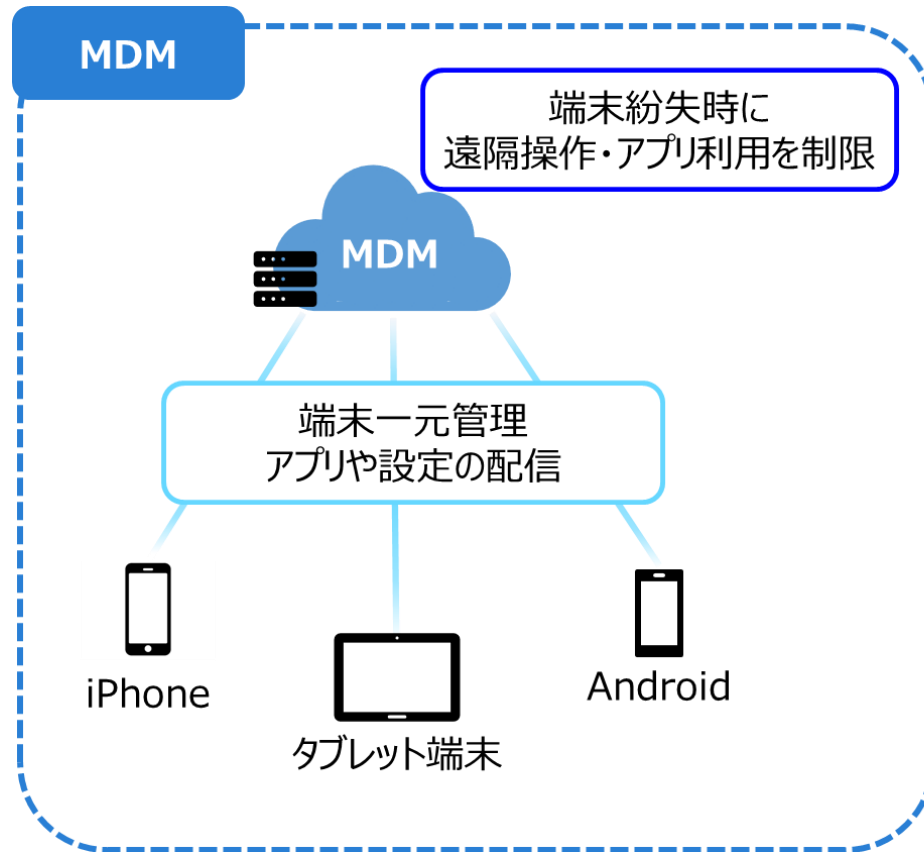 MDM
端末紛失時に
遠隔操作・アプリ利用を制限
MDM
端末一元管理
アプリや設定の配信
iPhone
タブレット端末
Android